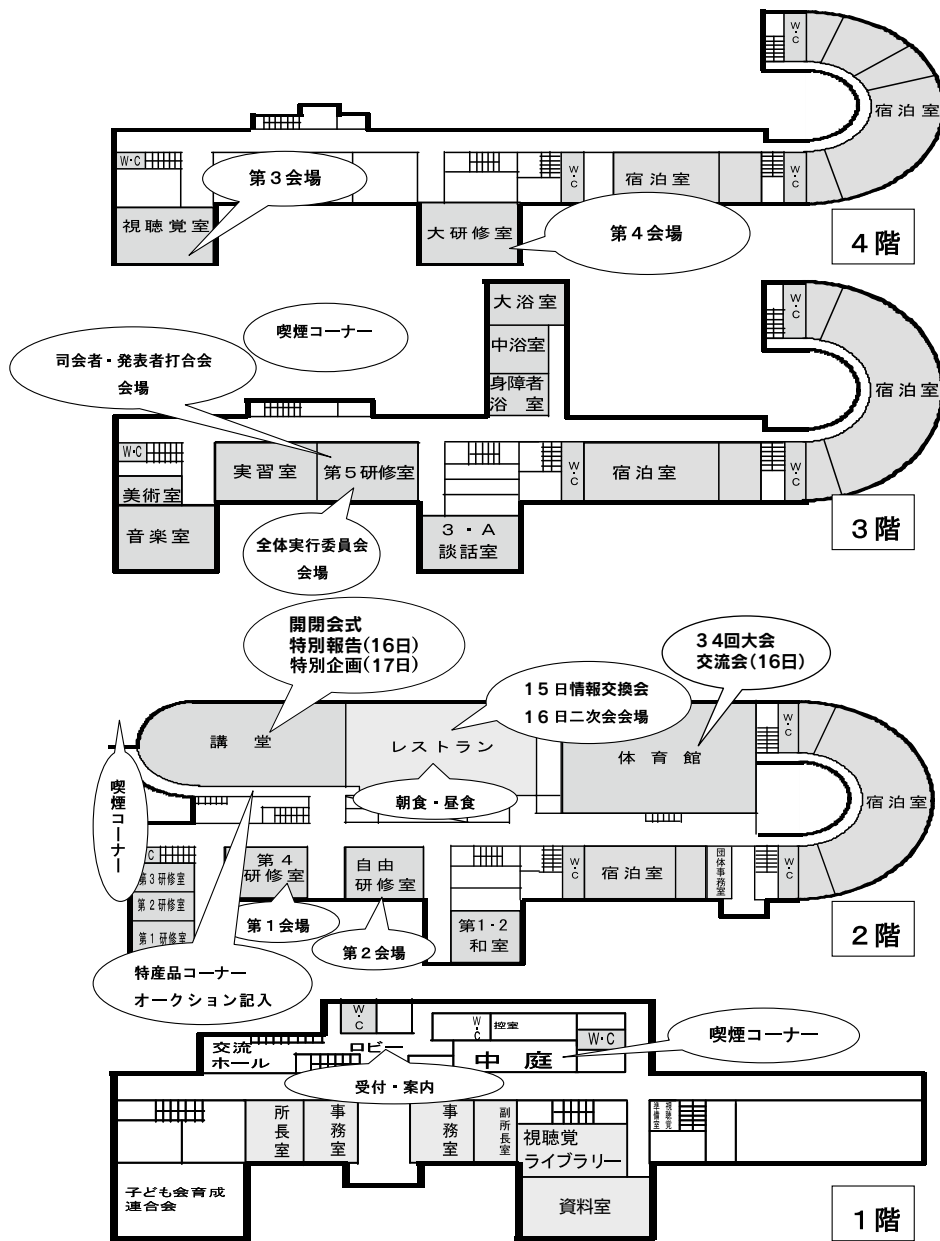 W・C
宿泊室
W・C
第３会場
W・C
宿泊室
W・C
視聴覚室
大研修室
第４会場
４階
喫煙コーナー
大浴室
中浴室
身障者
浴室
W・C
宿泊室
司会者・発表者打合会
会場
W・C
実習室
第５研修室
W・C
宿泊室
W・C
美術室
音楽室
全体実行委員会
会場
３・A
談話室
３階
開閉会式
特別報告(16日)
特別企画(17日)
３４回大会
交流会(16日)
１５日情報交換会
１６日二次会会場
講堂
レストラン
体育館
W・C
宿泊室
喫煙コーナー
朝食・昼食
C
第３研修室
第２研修室
第１研修室
第４
研修室
自由
研修室
W・C
宿泊室
団体事務室
W・C
第１会場
第２会場
第1・2
和室
２階
特産品コーナー
オークション記入
W・C
W・C
控室
W・C
喫煙コーナー
交流
ホール
ロビー
中庭
受付・案内
所長室
事務室
事務室
副所長室
視聴覚
ライブラリー
視聴覚
準備室
子ども会育成
連合会
資料室
１階